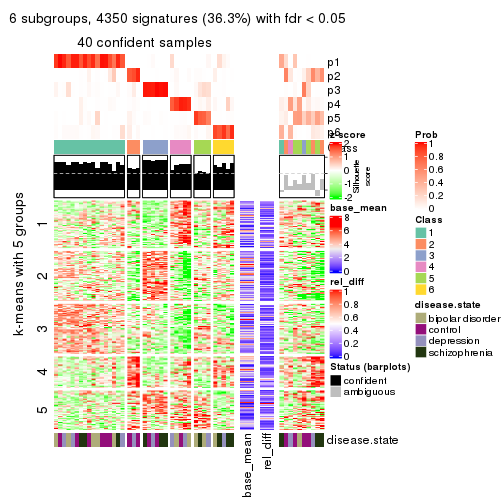 6 subgroups, 4350 signatures (36.3%) with fdr < 0.05
40 confident samples
p1
p2
p3
p4
p5
p6
Class
Silhouette
score
k-means with 5 groups
1
2
3
4
5
base_mean
rel_diff
disease.state
z-score
2
-2
base_mean
8
6
4
2
0
rel_diff
1
0.8
0.6
0.4
0.2
0
Status (barplots)
confident
ambiguous
Prob
1
0.8
0.6
0.4
0.2
0
Class
1
2
3
4
5
6
disease.state
bipolar disorder
control
depression
schizophrenia